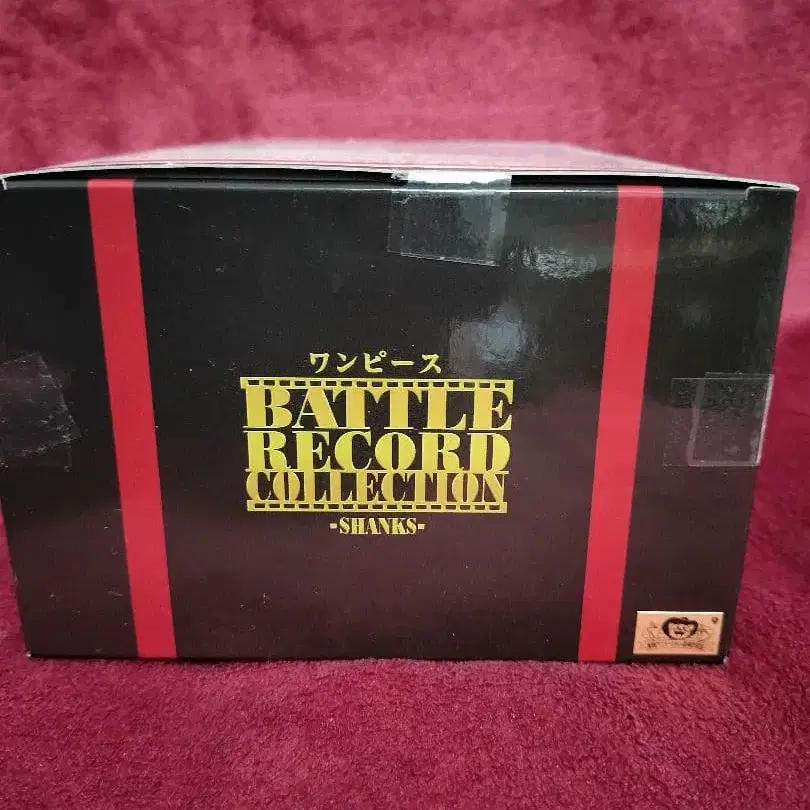 ワンピース
BATTLE
RECORD
COLLECTION
-SHANKS-